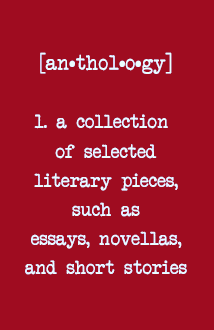 [an•thol•o•gy]
1. a collection
of selected
literary pieces,
such as
essays, novellas,
and short stories